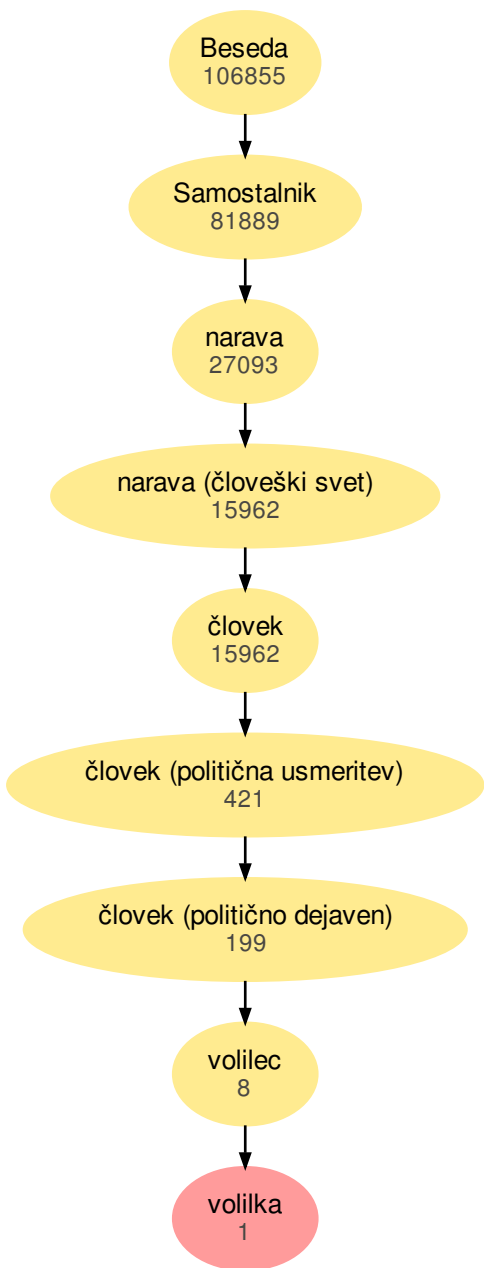 Beseda
106855
Samostalnik
81889
narava
27093
narava (človeški svet)
15962
človek
15962
človek (politična usmeritev)
421
človek (politično dejaven)
199
volilec
8
volilka
1